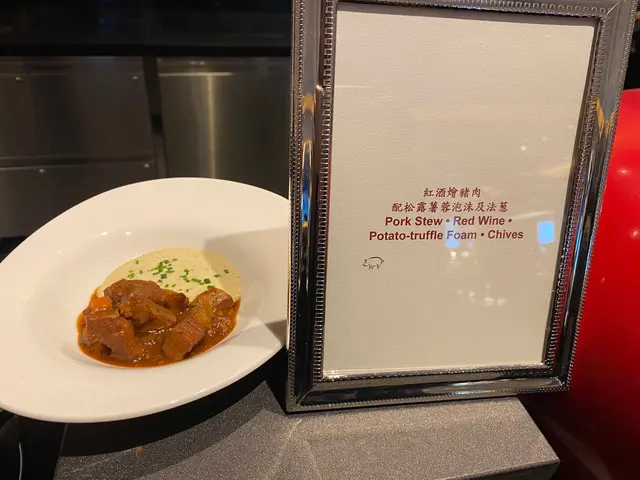 紅酒燴豬肉
配松露薯蓉泡沫及法葱
Pork Stew • Red Wine •
Potato-truffle Foam • Chives